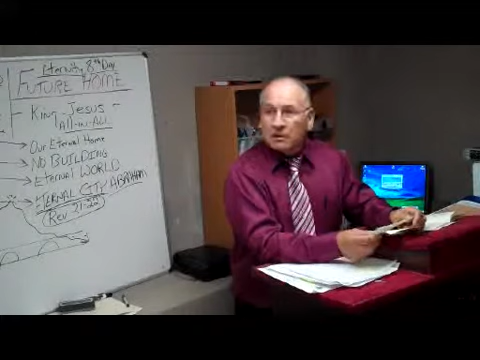 Eternity 8th Day
FUTURE HOME
King Jesus
All-in-All
Our Eternal Home
NO BUILDING
ETERNAL WORLD
ETERNAL CITY ABRAHAM
Rev 21-22